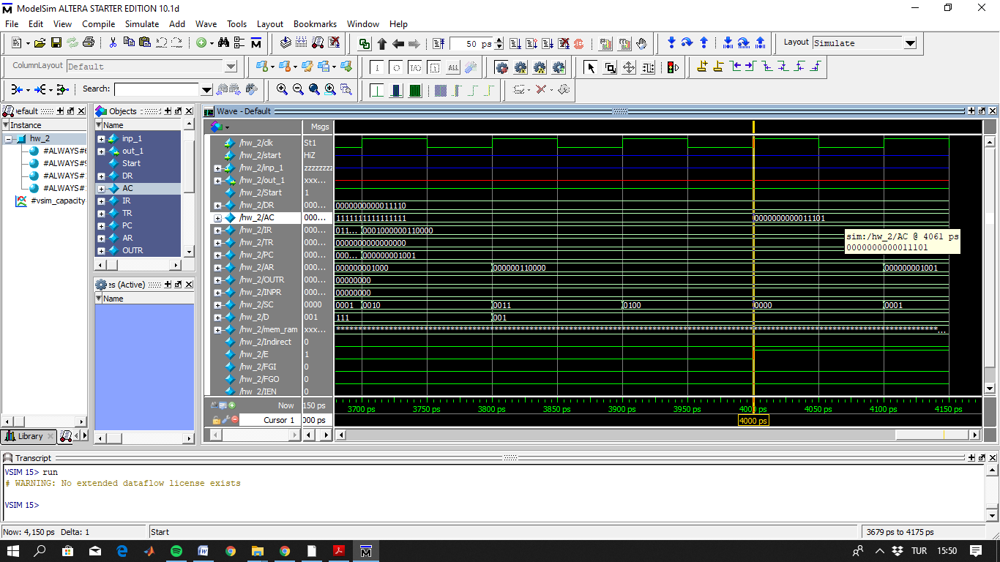 ModelSim ALTERA STARTER EDITION 10.1d
File Edit View Compile Simulate Add Wave Tools Layout Bookmarks Window Help
50 ps
Layout Simulate
ColumnLayout Default
ALL
Search:
efault
Objects
Wave - Default
Instance
Name
Msgs
hw_2
#ALWAYS#6
#ALWAYS#9
#ALWAYS#
#ALWAYS#
#vsim_capacity
inp_1
out_1
Start
DR
AC
IR
TR
PC
AR
OUTR
es (Active)
Name
/hw_2/clk St1
/hw_2/start HiZ
/hw_2/inp_1 zzzzzzzz
/hw_2/out_1 xxx...
/hw_2/Start 1
/hw_2/DR 000... 0000000000011110
/hw_2/AC 000... 1111111111111111 0000000000011101
/hw_2/IR 000... 011... 0001000000110000
/hw_2/TR 000... 0000000000000000
/hw_2/PC 000... 000... 000000001001
/hw_2/AR 000... 000000001000 000000110000 000000001001
/hw_2/OUTR 000... 00000000
/hw_2/INPR 000... 00000000
/hw_2/SC 0000 0001 0010 0011 0100 0000 0001
/hw_2/D 001 111 001
/hw_2/mem_ram xxx...
/hw_2/Indirect 0
/hw_2/E 1
/hw_2/FGI 0
/hw_2/FGO 0
/hw_2/IEN 0
sim:/hw_2/AC @ 4061 ps
0000000000011101
Now 150 ps 3700 ps 3750 ps 3800 ps 3850 ps 3900 ps 3950 ps 4000 ps 4050 ps 4100 ps 4150 ps
Cursor 1 000 ps 4000 ps
Library
Transcript
VSIM 15> run
# WARNING: No extended dataflow license exists
VSIM 15>
Now: 4,150 ps Delta: 1 Start 3679 ps to 4175 ps
TUR 15:50